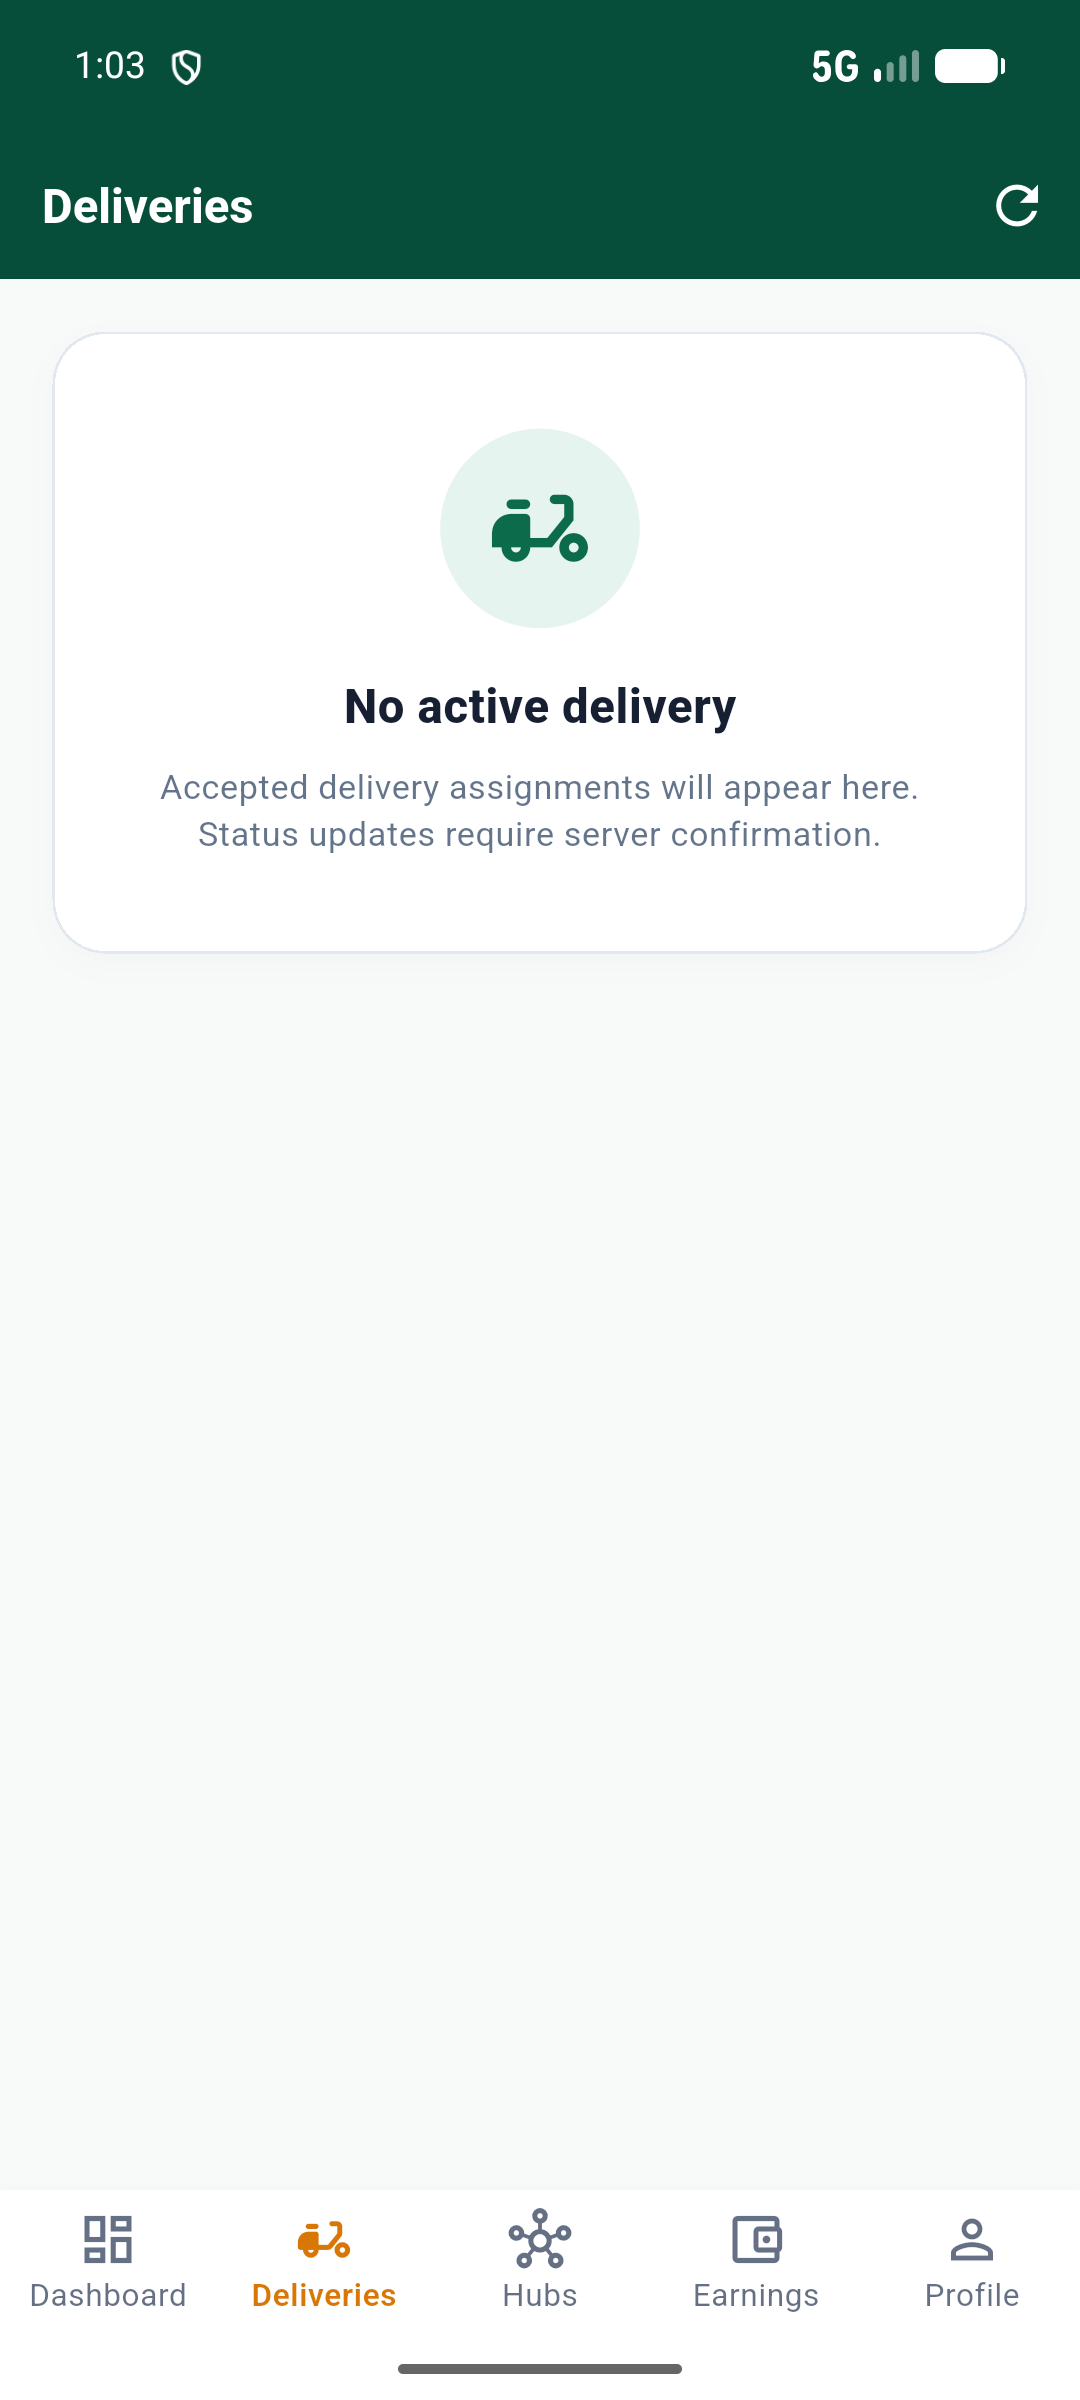 1:03
5G
Deliveries
No active delivery
Accepted delivery assignments will appear here.
Status updates require server confirmation.
Dashboard
Deliveries
Hubs
Earnings
Profile